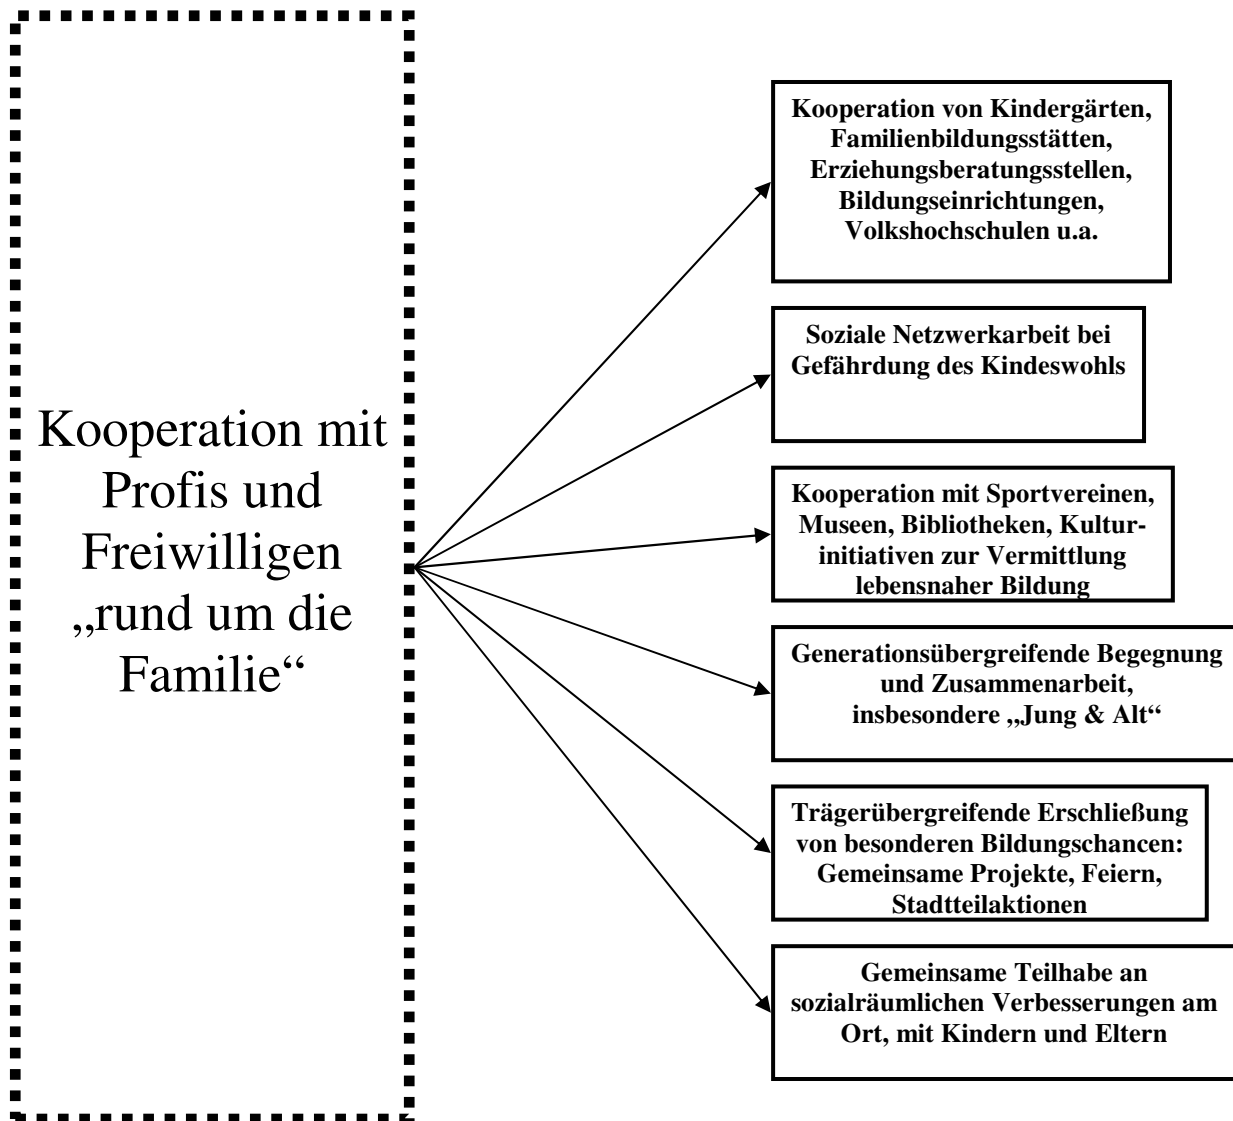 Kooperation mit
Profis und
Freiwilligen
„rund um die
Familie“
Kooperation von Kindergärten,
Familienbildungsstätten,
Erziehungsberatungsstellen,
Bildungseinrichtungen,
Volkshochschulen u.a.
Soziale Netzwerkarbeit bei
Gefährdung des Kindeswohls
Kooperation mit Sportvereinen,
Museen, Bibliotheken, Kultur-
initiativen zur Vermittlung
lebensnaher Bildung
Generationsübergreifende Begegnung
und Zusammenarbeit,
insbesondere „Jung & Alt“
Trägerübergreifende Erschließung
von besonderen Bildungschancen:
Gemeinsame Projekte, Feiern,
Stadtteilaktionen
Gemeinsame Teilhabe an
sozialräumlichen Verbesserungen am
Ort, mit Kindern und Eltern